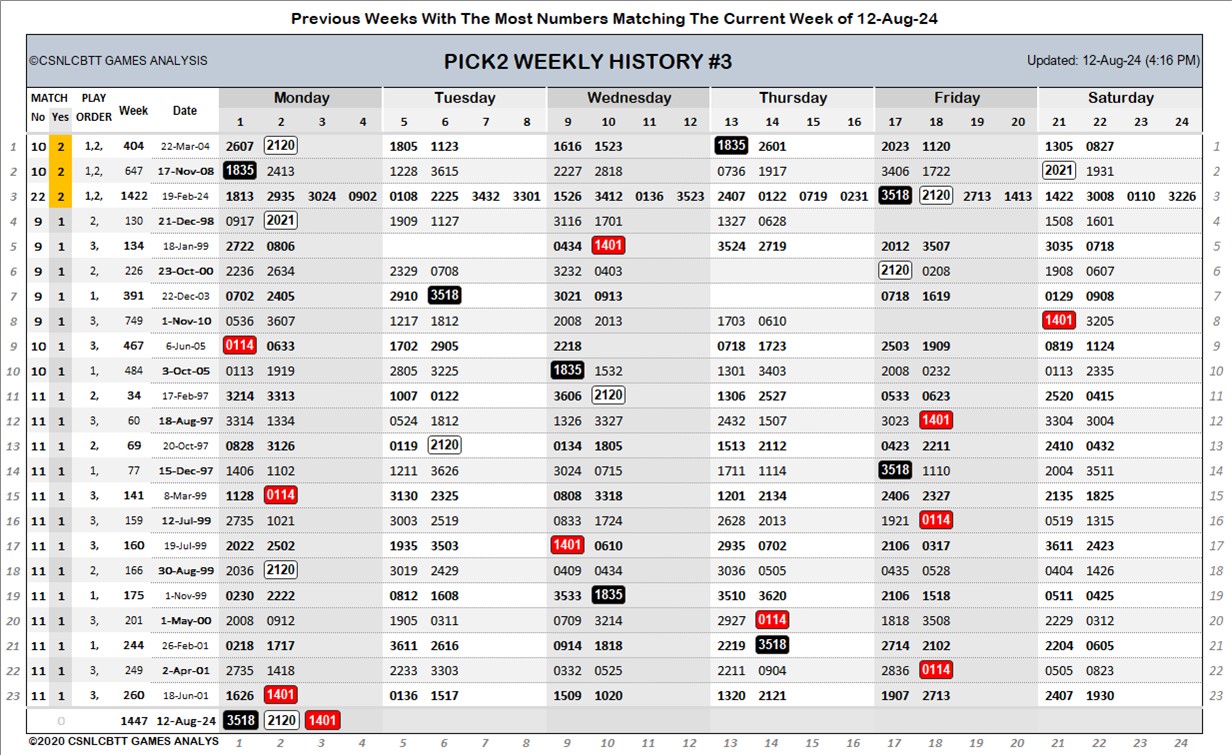 Previous Weeks With The Most Numbers Matching The Current Week of 12-Aug-24
©CSNLCBTT GAMES ANALYSIS PICK2 WEEKLY HISTORY #3 Updated: 12-Aug-24 (4:16 PM)
MATCH PLAY Week Date Monday Tuesday Wednesday Thursday Friday Saturday
No Yes ORDER 1 2 3 4 5 6 7 8 9 10 11 12 13 14 15 16 17 18 19 20 21 22 23 24
1 10 2 1,2, 404 22-Mar-04 2607 2120 1805 1123 1616 1523 1835 2601 2023 1120 1305 0827 1
2 10 2 1,2, 647 17-Nov-08 1835 2413 1228 3615 2227 2818 0736 1917 3406 1722 2021 1931 2
3 22 2 1,2, 1422 19-Feb-24 1813 2935 3024 0902 0108 2225 3432 3301 1526 3412 0136 3523 2407 0122 0719 0231 3518 2120 2713 1413 1422 3008 0110 3226 3
4 9 1 2, 130 21-Dec-98 0917 2021 1909 1127 3116 1701 1327 0628 1508 1601 4
5 9 1 3, 134 18-Jan-99 2722 0806 0434 1401 3524 2719 2012 3507 3035 0718 5
6 9 1 2, 226 23-Oct-00 2236 2634 2329 0708 3232 0403 2120 0208 1908 0607 6
7 9 1 1, 391 22-Dec-03 0702 2405 2910 3518 3021 0913 0718 1619 0129 0908 7
8 9 1 3, 749 1-Nov-10 0536 3607 1217 1812 2008 2013 1703 0610 1401 3205 8
9 10 1 3, 467 6-Jun-05 0114 0633 1702 2905 2218 0718 1723 2503 1909 0819 1124 9
10 10 1 1, 484 3-Oct-05 0113 1919 2805 3225 1835 1532 1301 3403 2008 0232 0113 2335 10
11 11 1 2, 34 17-Feb-97 3214 3313 1007 0122 3606 2120 1306 2527 0533 0623 2520 0415 11
12 11 1 3, 60 18-Aug-97 3314 1334 0524 1812 1326 3327 2432 1507 3023 1401 3304 3004 12
13 11 1 2, 69 20-Oct-97 0828 3126 0119 2120 0134 1805 1513 2112 0423 2211 2410 0432 13
14 11 1 1, 77 15-Dec-97 1406 1102 1211 3626 3024 0715 1711 1114 3518 1110 2004 3511 14
15 11 1 3, 141 8-Mar-99 1128 0114 3130 2325 0808 3318 1201 2134 2406 2327 2135 1825 15
16 11 1 3, 159 12-Jul-99 2735 1021 3003 2519 0833 1724 2628 2013 1921 0114 0519 1315 16
17 11 1 3, 160 19-Jul-99 2022 2502 1935 3503 1401 0610 2935 0702 2106 0317 3611 2423 17
18 11 1 2, 166 30-Aug-99 2036 2120 3019 2429 0409 0434 3036 0505 0435 0528 0404 1426 18
19 11 1 1, 175 1-Nov-99 0230 2222 0812 1608 3533 1835 3510 3620 2106 1518 0511 0425 19
20 11 1 3, 201 1-May-00 2008 0912 1905 0311 0709 3214 2927 0114 1818 3508 2229 0312 20
21 11 1 1, 244 26-Feb-01 0218 1717 3611 2616 0914 1818 2219 3518 2714 2102 2204 0605 21
22 11 1 3, 249 2-Apr-01 2735 1418 2233 3303 0332 0525 2211 0904 2836 0114 0505 0823 22
23 11 1 3, 260 18-Jun-01 1626 1401 0136 1517 1509 1020 1320 2121 1907 2713 2407 1930 23
0 1447 12-Aug-24 3518 2120 1401
©2020 CSNLCBTT GAMES ANALYS 1 2 3 4 5 6 7 8 9 10 11 12 13 14 15 16 17 18 19 20 21 22 23 24